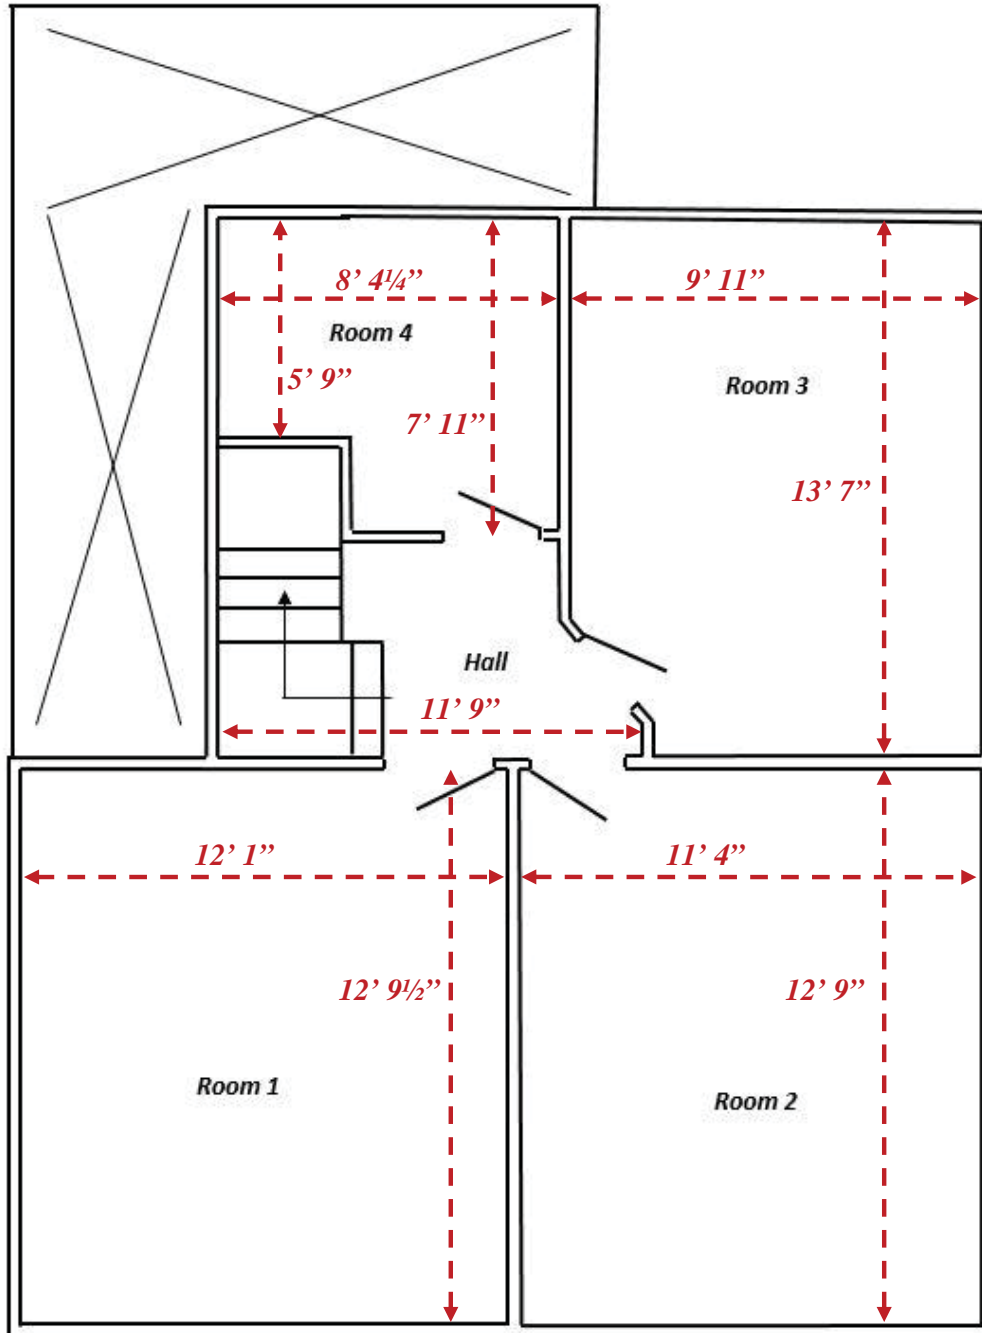 8’ 4¼”
9’ 11”
Room 4
5’ 9”
Room 3
7’ 11”
13’ 7”
Hall
11’ 9”
12’ 1”
11’ 4”
12’ 9½”
12’ 9”
Room 1
Room 2